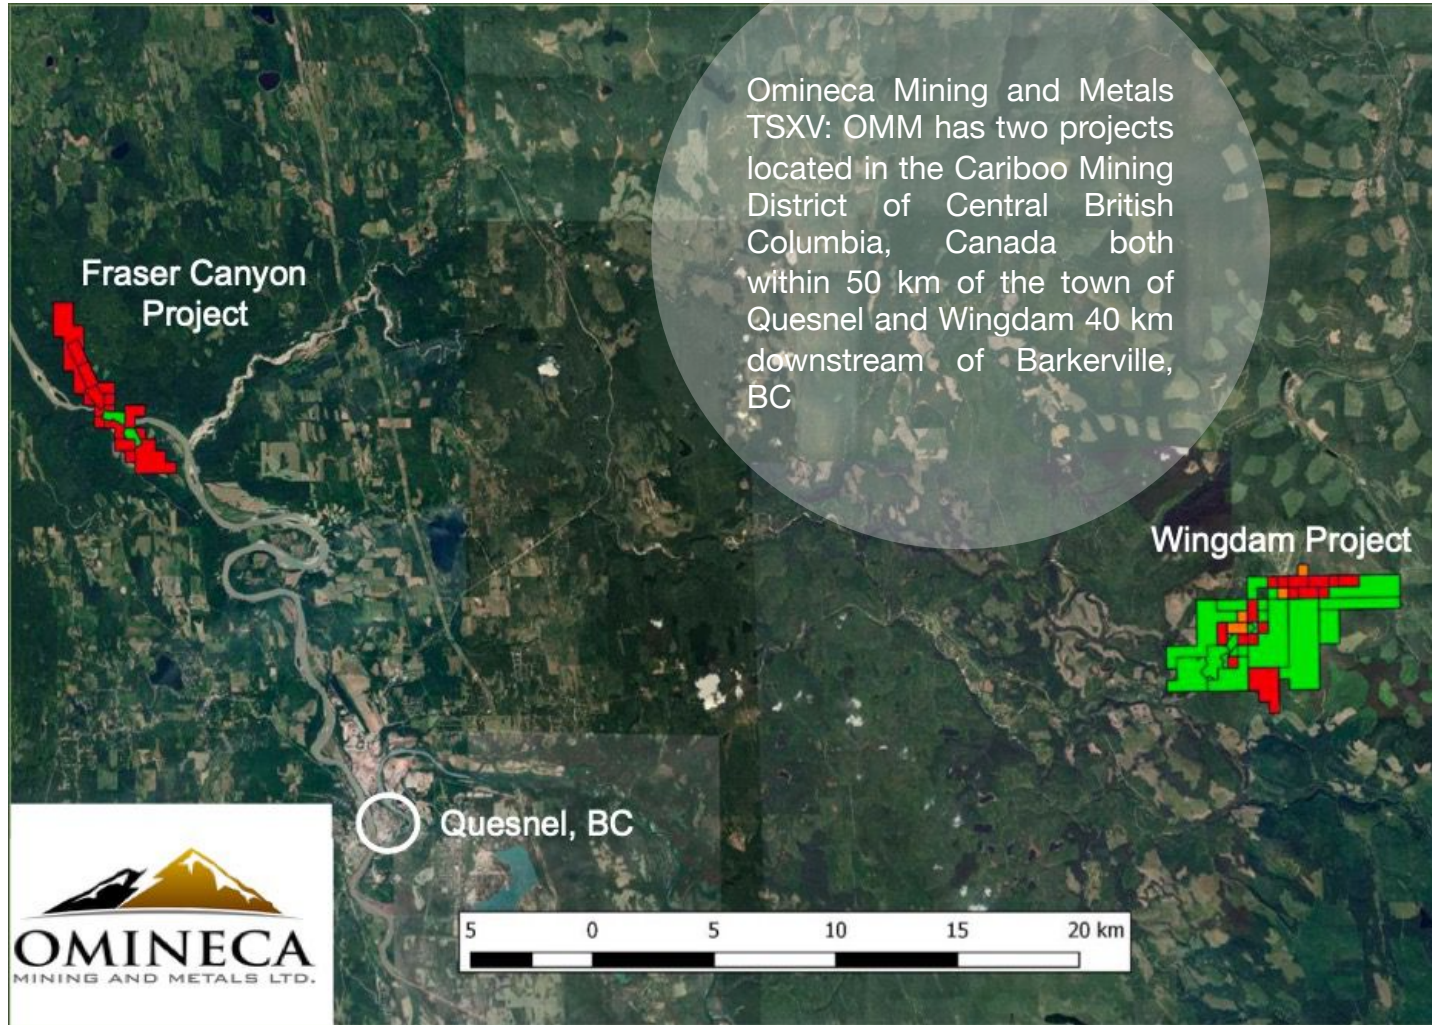 Omineca Mining and Metals
TSXV: OMM has two projects
located in the Cariboo Mining
District of Central British
Columbia, Canada both
within 50 km of the town of
Quesnel and Wingdam 40 km
downstream of Barkerville,
BC
Fraser Canyon
Project
Wingdam Project
Quesnel, BC
5 0 5 10 15 20 km
OMINECA
MINING AND METALS LTD.